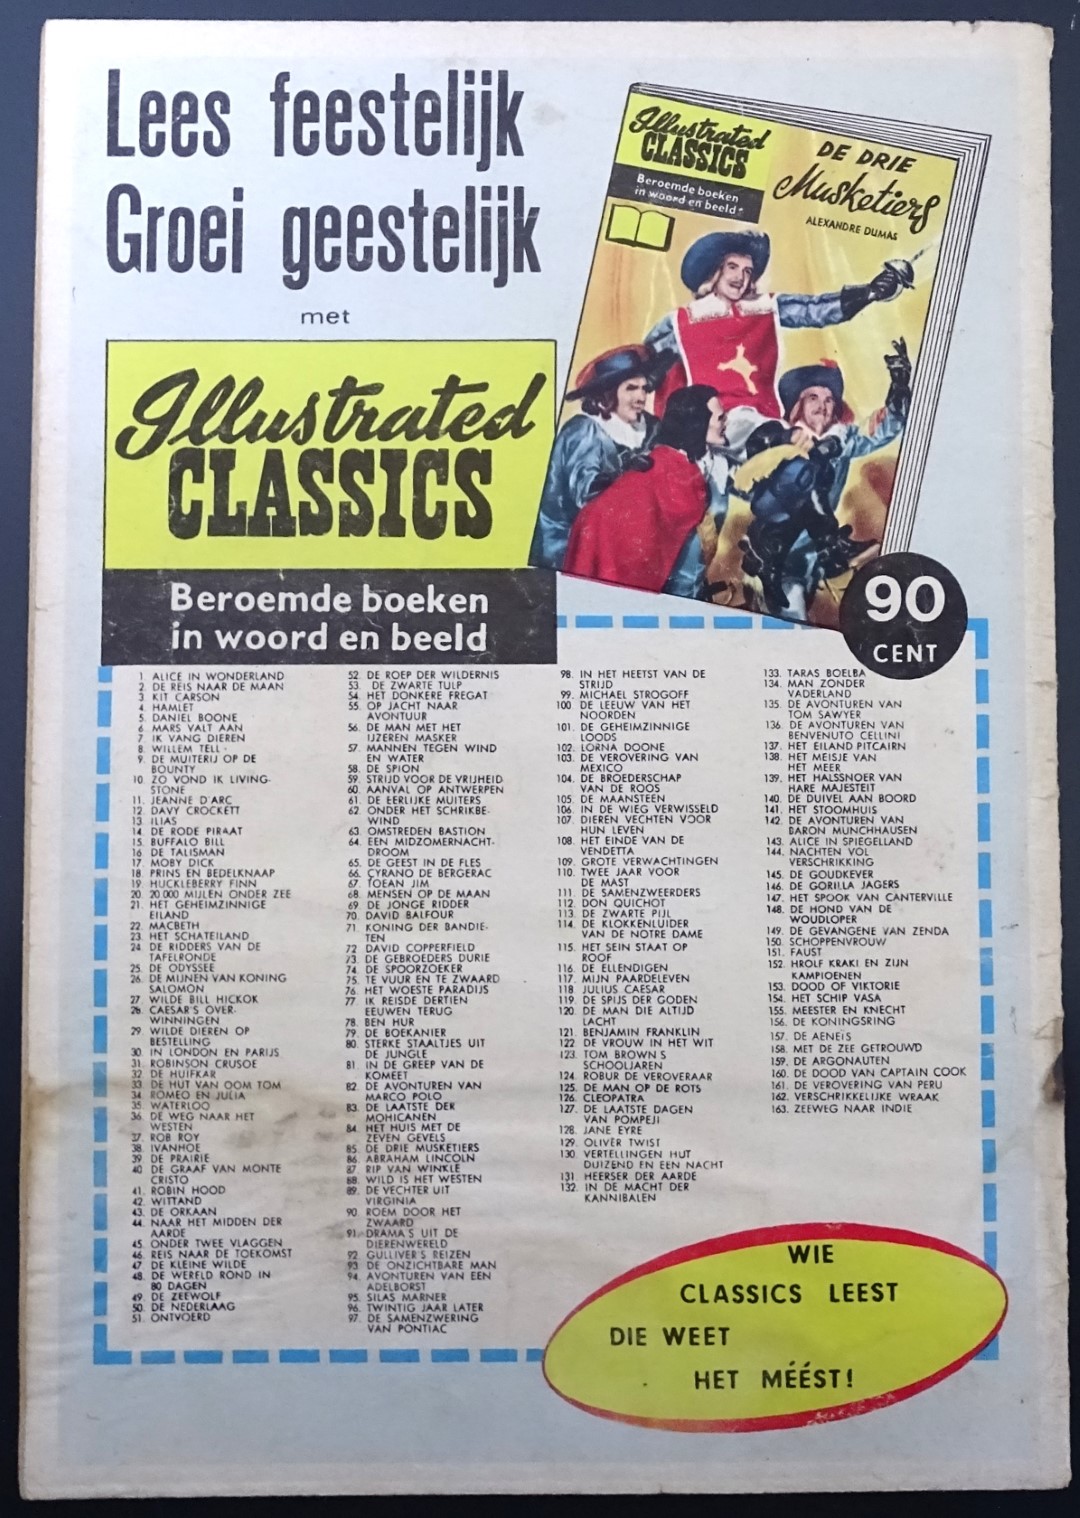 Lees feestelijk
Groei geestelijk
met
Illustrated
CLASSICS
Beroemde boeken
in woord en beeld
Illustrated
CLASSICS
Beroemde boeken
in woord en beeld
DE DRIE
Musketiers
ALEXANDRE DUMAS
90
CENT
1 ALICE IN WONDERLAND
2. DE REIS NAAR DE MAAN
3. KIT CARSON
4. HAMLET
5. DANIEL BOONE
6. MARS VALT AAN
7. IK VANG DIEREN
8. WILLEM TELL
9. DE MUITERIJ OP DE
BOUNTY
10. ZO VOND IK LIVING-
STONE
11. JEANNE D'ARC
12. DAVY CROCKETT
13. ILIAS
14. DE RODE PIRAAT
15. BUFFALO BILL
16. DE TALISMAN
17. MOBY DICK
18. PRINS EN BEDELKNAAP
19. HUCKLEBERRY FINN
20. 20.000 MIJLEN ONDER ZEE
21. HET GEHEIMZINNIGE
EILAND
22. MACBETH
23. HET SCHATEILAND
24. DE RIDDERS VAN DE
TAFELRONDE
25. DE ODYSSEE
26. DE MIJNEN VAN KONING
SALOMON
27. WILDE BILL HICKOK
28. CAESAR'S OVER-
WINNINGEN
29. WILDE DIEREN OP
BESTELLING
30. IN LONDON EN PARIJS
31. ROBINSON CRUSOE
32. DE HUIFKAR
33. DE HUT VAN OOM TOM
34. ROMEO EN JULIA
35. WATERLOO
36. DE WEG NAAR HET
WESTEN
37. ROB ROY
38. IVANHOE
39. DE PRAIRIE
40. DE GRAAF VAN MONTE
CRISTO
41. ROBIN HOOD
42. WITTAND
43. DE ORKAAN
44. NAAR HET MIDDEN DER
AARDE
45. ONDER TWEE VLAGGEN
46. REIS NAAR DE TOEKOMST
47. DE KLEINE WILDE
48. DE WERELD ROND IN
80 DAGEN
49. DE ZEEWOLF
50. DE NEDERLAAG
51. ONTVOERD
52. DE ROEP DER WILDERNIS
53. DE ZWARTE TULP
54. HET DONKERE FREGAT
55. OP JACHT NAAR
AVONTUUR
56. DE MAN MET HET
IJZEREN MASKER
57. MANNEN TEGEN WIND
EN WATER
58. DE SPION
59. STRIJD VOOR DE VRIJHEID
60. AANVAL OP ANTWERPEN
61. DE EERLIJKE MUITERS
62. ONDER HET SCHRIKBE-
WIND
63. OMSTREDEN BASTION
64. EEN MIDZOMERNACHT-
DROOM
65. DE GEEST IN DE FLES
66. CYRANO DE BERGERAC
67. TOEAN JIM
68. MENSEN OP DE MAAN
69. DE JONGE RIDDER
70. DAVID BALFOUR
71. KONING DER BANDIE-
TEN
72. DAVID COPPERFIELD
73. DE GEBROEDERS DURIE
74. DE SPOORZOEKER
75. TE VUUR EN TE ZWAARD
76. HET WOESTE PARADIJS
77. IK REISDE DERTIEN
EEUWEN TERUG
78. BEN HUR
79. DE BOEKANIER
80. STERKE STAALTJES UIT
DE JUNGLE
81. IN DE GREEP VAN DE
KOMEET
82. DE AVONTUREN VAN
MARCO POLO
83. DE LAATSTE DER
MOHICANEN
84. HET HUIS MET DE
ZEVEN GEVELS
85. DE DRIE MUSKETIERS
86. ABRAHAM LINCOLN
87. RIP VAN WINKLE
88. WILD IS HET WESTEN
89. DE VECHTER UIT
VIRGINIA
90. ROEM DOOR HET
ZWAARD
91. DRAMA'S UIT DE
DIERENWERELD
92. GULLIVER'S REIZEN
93. DE ONZICHTBARE MAN
94. AVONTUREN VAN EEN
ADELBORST
95. SILAS MARNER
96. TWINTIG JAAR LATER
97. DE SAMENZWERING
VAN PONTIAC
98. IN HET HEETST VAN DE
STRIJD
99. MICHAEL STROGOFF
100. DE LEEUW VAN HET
NOORDEN
101. DE GEHEIMZINNIGE
LOODS
102. LORNA DOONE
103. DE VEROVERING VAN
MEXICO
104. DE BROEDERSCHAP
VAN DE ROOS
105. DE MAANSTEEN
106. IN DE WIEG VERWISSELD
107. DIEREN VECHTEN VOOR
HUN LEVEN
108. HET EINDE VAN DE
VENDETTA
109. GROTE VERWACHTINGEN
110. TWEE JAAR VOOR
DE MAST
111. DE SAMENZWEERDERS
112. DON QUICHOT
113. DE ZWARTE PIJL
114. DE KLOKKENLUIDER
VAN DE NOTRE DAME
115. HET SEIN STAAT OP
ROOF
116. DE ELLENDIGEN
117. MIJN PAARDELEVEN
118. JULIUS CAESAR
119. DE SPIJS DER GODEN
120. DE MAN DIE ALTIJD
LACHT
121. BENJAMIN FRANKLIN
122 DE VROUW IN HET WIT
123. TOM BROWN'S
SCHOOLJAREN
124. ROBUR DE VEROVERAAR
125. DE MAN OP DE ROTS
126. CLEOPATRA
127. DE LAATSTE DAGEN
VAN POMPEJI
128. JANE EYRE
129. OLIVER TWIST
130. VERTELLINGEN HUT
DUIZEND EN EEN NACHT
131. HEERSER DER AARDE
132. IN DE MACHT DER
KANNIBALEN
133. TARAS BOELBA
134. MAN ZONDER
VADERLAND
135. DE AVONTUREN VAN
TOM SAWYER
136. DE AVONTUREN VAN
BENVENUTO CELLINI
137. HET EILAND PITCAIRN
138. HET MEISJE VAN
HET MEER
139. HET HALSSNOER VAN
HARE MAJESTEIT
140. DE DUIVEL AAN BOORD
141. HET STOOMHUIS
142. DE AVONTUREN VAN
BARON MUNCHHAUSEN
143. ALICE IN SPIEGELLAND
144. NACHTEN VOL
VERSCHRIKKING
145. DE GOUDKEVER
146. DE GORILLA JAGERS
147. HET SPOOK VAN CANTERVILLE
148. DE HOND VAN DE
WOUDLOPER
149. DE GEVANGENE VAN ZENDA
150. SCHOPPENVROUW
151. FAUST
152. HROLF KRAKI EN ZIJN
KAMPIOENEN
153. DOOD OF VIKTORIE
154. HET SCHIP VASA
155. MEESTER EN KNECHT
156. DE KONINGSRING
157. DE AENEÏS
158. MET DE ZEE GETROUWD
159. DE ARGONAUTEN
160. DE DOOD VAN CAPTAIN COOK
161. DE VEROVERING VAN PERU
162. VERSCHRIKKELIJKE WRAAK
163. ZEEWEG NAAR INDIE
WIE
CLASSICS LEEST
DIE WEET
HET MÉÉST!